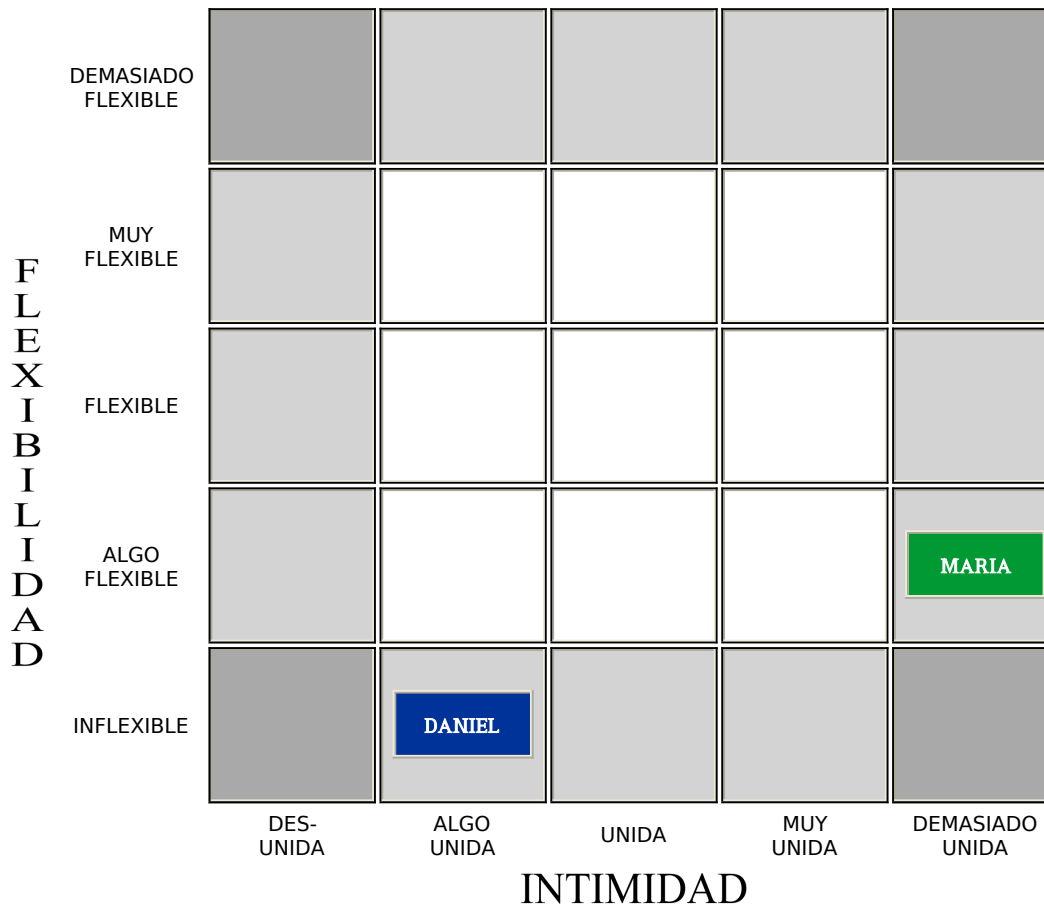 DEMASIADO
FLEXIBLE
MUY
FLEXIBLE
FLEXIBILIDAD
FLEXIBLE
ALGO
FLEXIBLE
MARIA
INFLEXIBLE
DANIEL
DES-
UNIDA
ALGO
UNIDA
UNIDA
MUY
UNIDA
DEMASIADO
UNIDA
INTIMIDAD